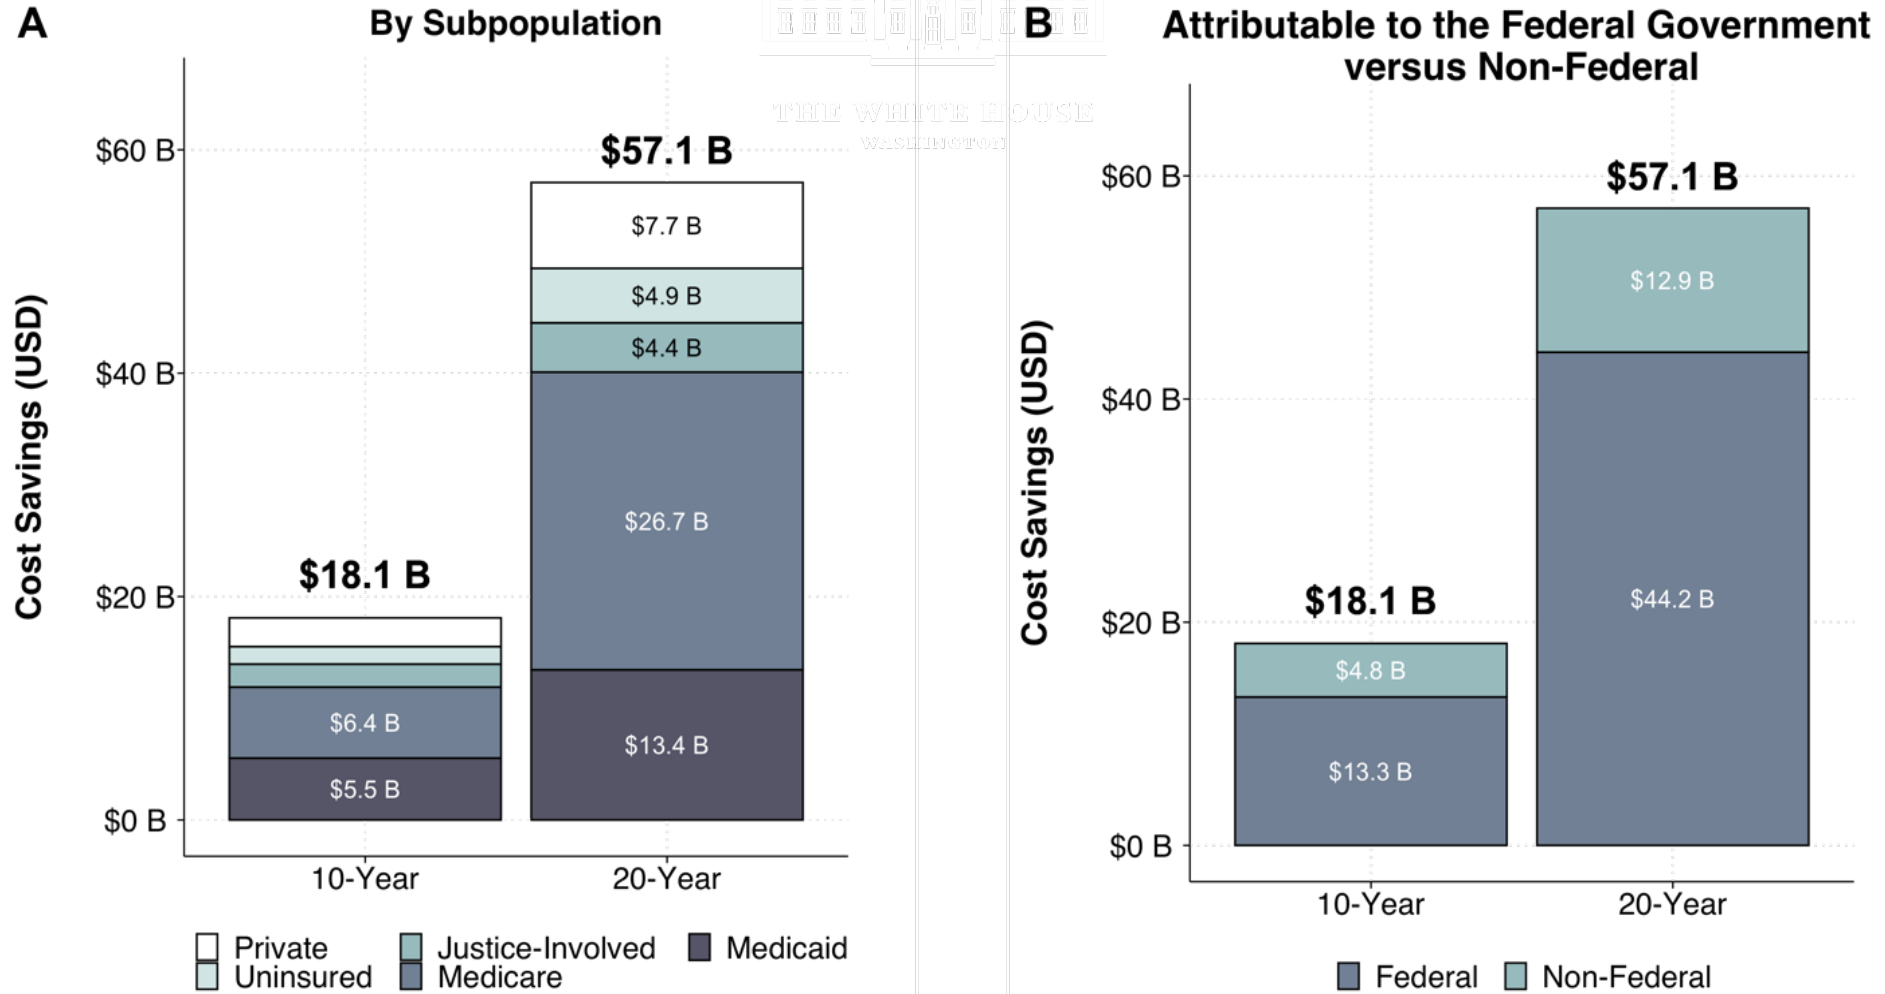 A
By Subpopulation
$60 B
$40 B
$20 B
$0 B
Cost Savings (USD)
$18.1 B
$6.4 B
$5.5 B
$57.1 B
$7.7 B
$4.9 B
$4.4 B
$26.7 B
$13.4 B
10-Year
20-Year
Private
Justice-Involved
Medicaid
Uninsured
Medicare
THE WHITE HOUSE
WASHINGTON
B
Attributable to the Federal Government
versus Non-Federal
$60 B
$40 B
$20 B
$0 B
Cost Savings (USD)
$18.1 B
$4.8 B
$13.3 B
$57.1 B
$12.9 B
$44.2 B
10-Year
20-Year
Federal
Non-Federal